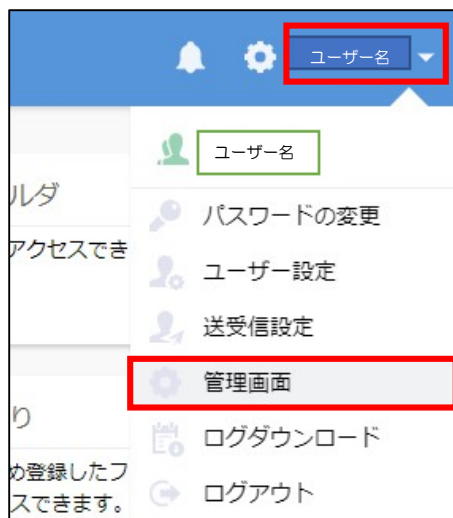 ユーザー名
ユーザー名
ルダ
パスワードの変更
アクセスでき
ユーザー設定
送受信設定
管理画面
り
ログダウンロード
め登録したフ
ログアウト
スできます。